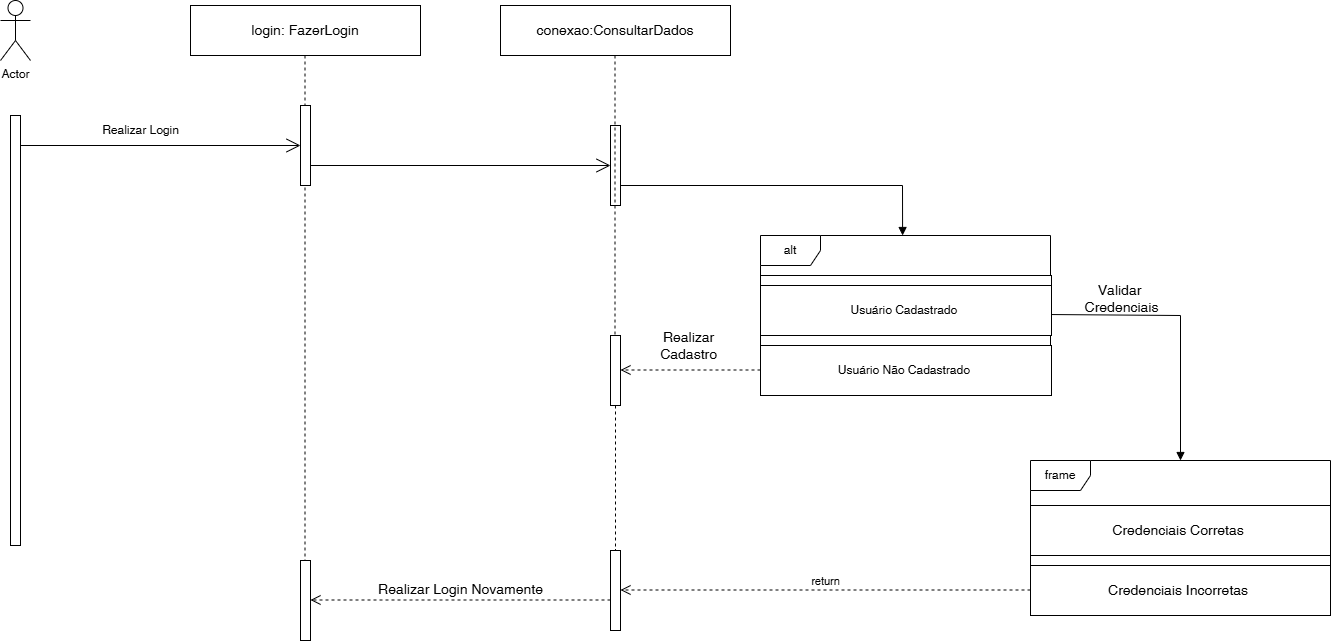 login: FazerLogin
conexao:ConsultarDados
Actor
Realizar Login
alt
Usuário Cadastrado
Validar
Credenciais
Realizar
Cadastro
Usuário Não Cadastrado
frame
Credenciais Corretas
return
Realizar Login Novamente
Credenciais Incorretas